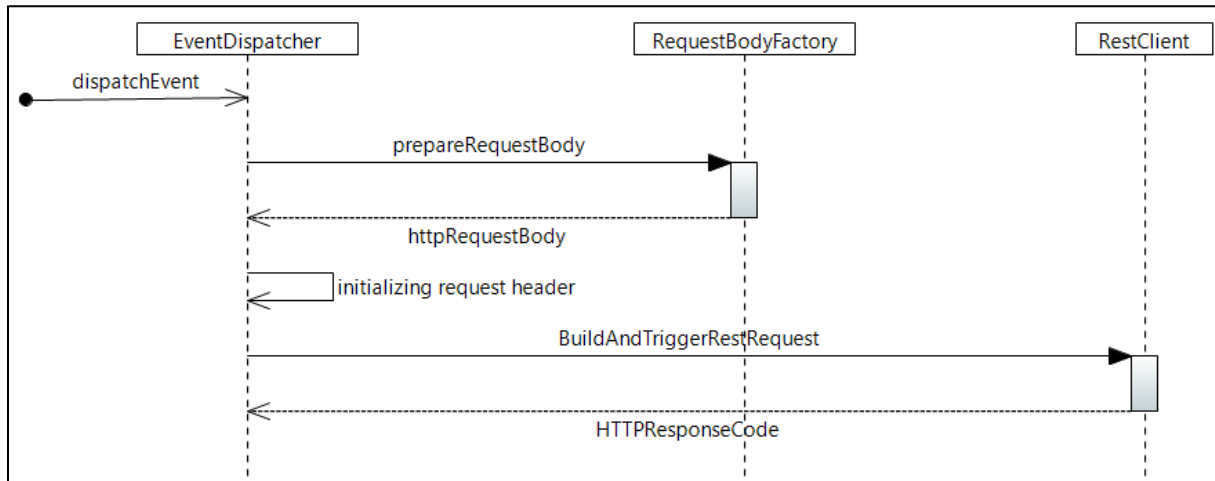 EventDispatcher
RequestBodyFactory
RestClient
dispatchEvent
prepareRequestBody
httpRequestBody
initializing request header
BuildAndTriggerRestRequest
HTTPResponseCode